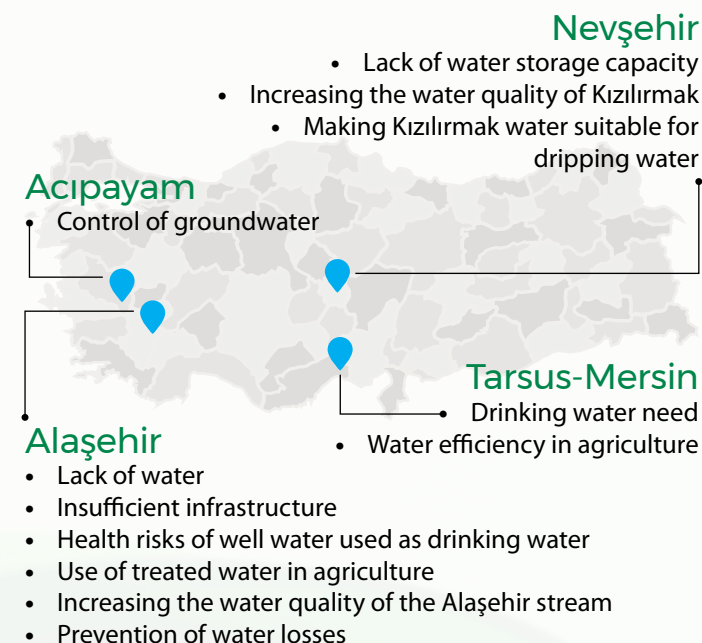 Nevşehir
• Lack of water storage capacity
• Increasing the water quality of Kızılırmak
• Making Kızılırmak water suitable for
dripping water
Acıpayam
Control of groundwater
Tarsus-Mersin
• Drinking water need
• Water efficiency in agriculture
Alaşehir
• Lack of water
• Insufficient infrastructure
• Health risks of well water used as drinking water
• Use of treated water in agriculture
• Increasing the water quality of the Alaşehir stream
• Prevention of water losses